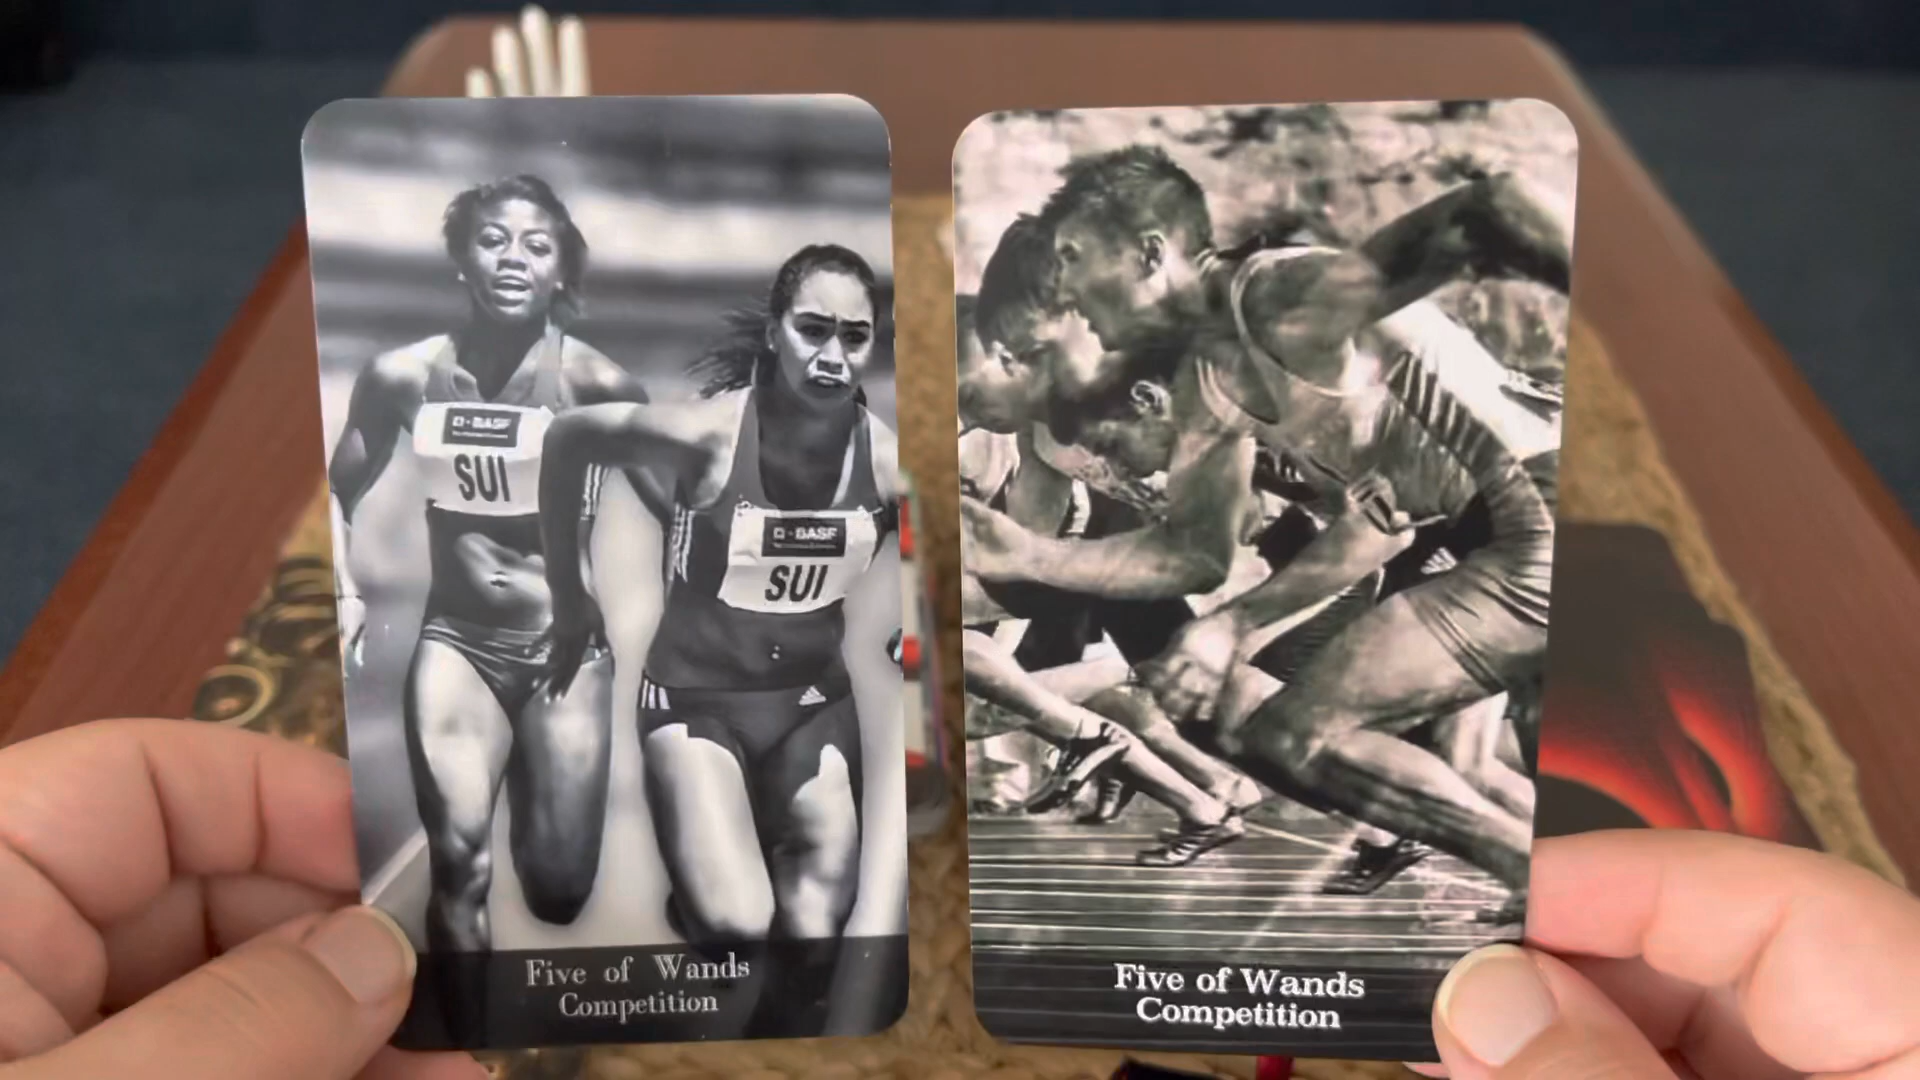 D - BASF
SUI
D - BASF
SUI
Five of Wands
Competition
Five of Wands
Competition